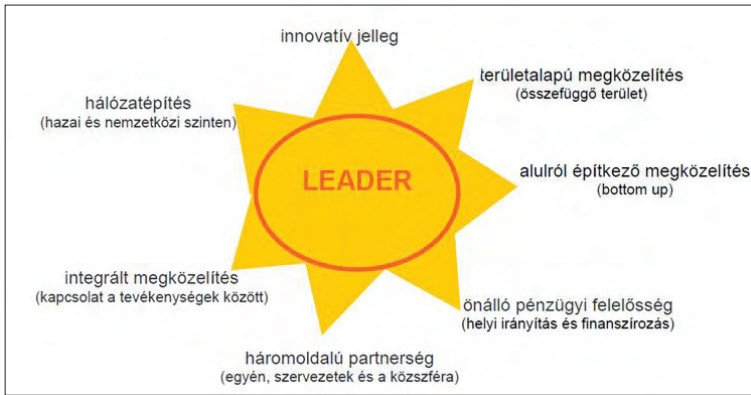 innovatív jelleg
területalapú megközelítés
(összefüggő terület)
alulról építkező megközelítés
(bottom up)
önálló pénzügyi felelősség
(helyi irányítás és finanszírozás)
háromoldalú partnerség
(egyén, szervezetek és a közszféra)
integrált megközelítés
(kapcsolat a tevékenységek között)
hálózatépítés
(hazai és nemzetközi szinten)
LEADER